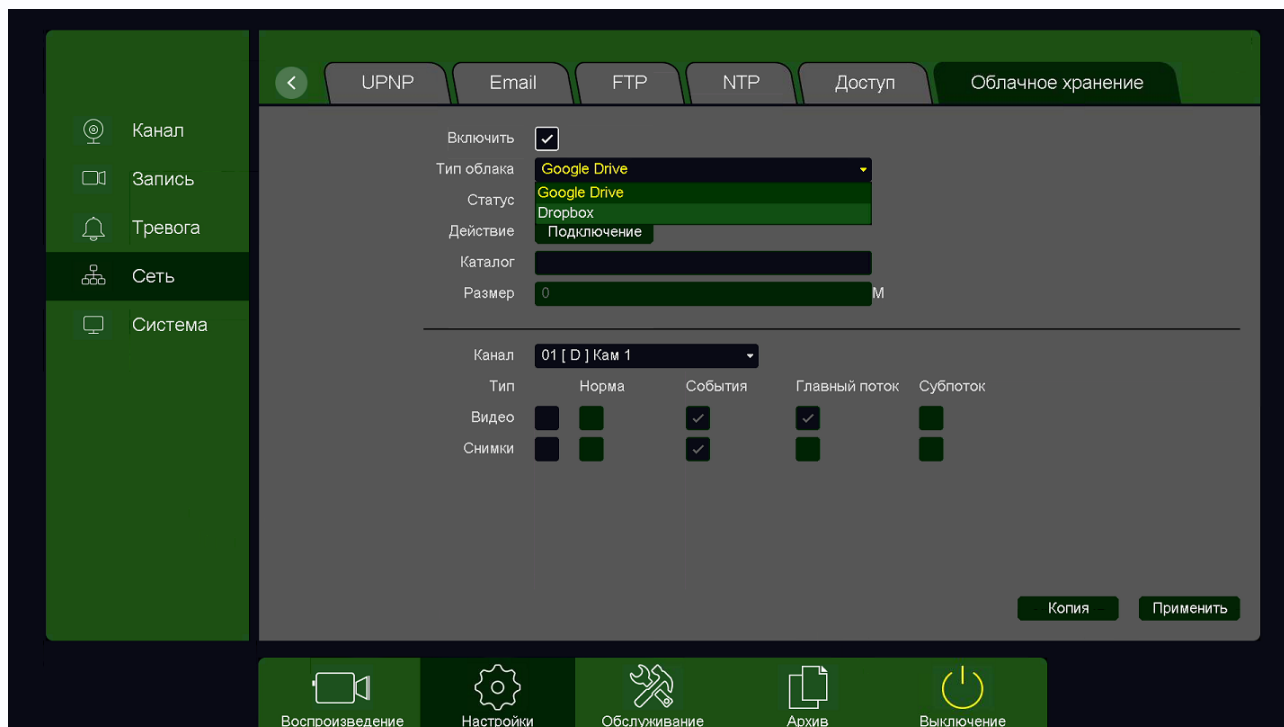 UPNP Email FTP NTP Доступ Облачное хранение
Канал
Запись
Тревога
Сеть
Система
Включить
Тип облака Google Drive
Google Drive
Статус
Dropbox
Действие Подключение
Каталог
Размер 0 М
Канал 01 [ D ] Кам 1
Тип Норма События Главный поток Субпоток
Видео
Снимки
Копия Применить
Воспроизведение Настройки Обслуживание Архив Выключение